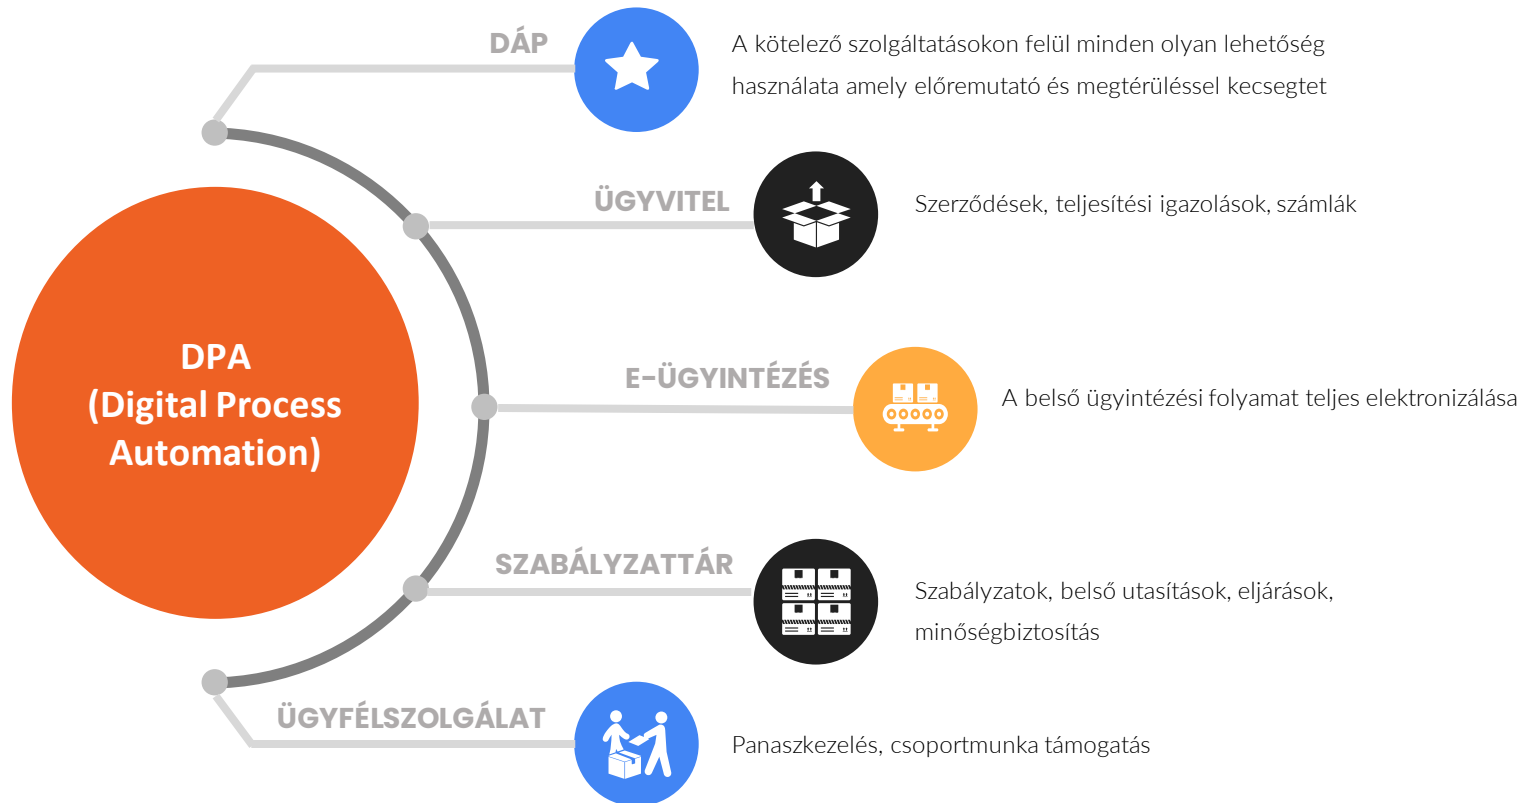 DÁP
A kötelező szolgáltatásokon felül minden olyan lehetőség
használata amely előremutató és megtérüléssel kecsegtet
ÜGYVITEL
Szerződések, teljesítési igazolások, számlák
DPA
(Digital Process
Automation)
E-ÜGYINTÉZÉS
A belső ügyintézési folyamat teljes elektronizálása
SZABÁLYZATTÁR
Szabályzatok, belső utasítások, eljárások,
minőségbiztosítás
ÜGYFÉLSZOLGÁLAT
Panaszkezelés, csoportmunka támogatás